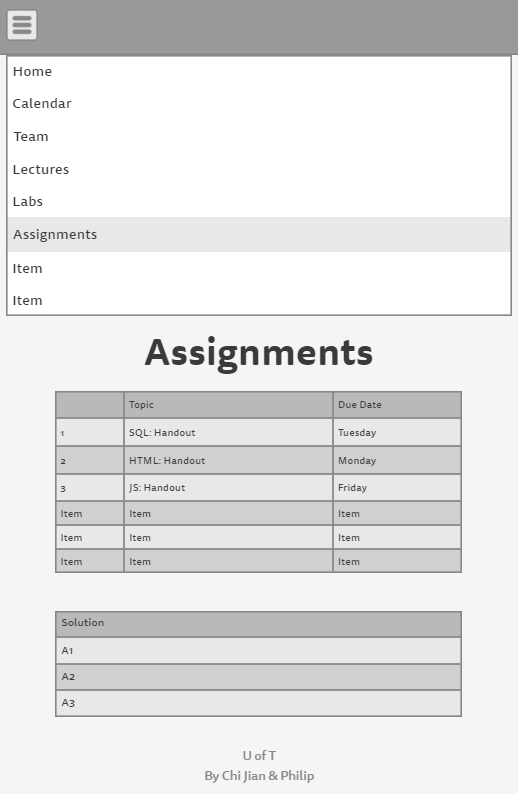 Home
Calendar
Team
Lectures
Labs
Assignments
Item
Item
Assignments
Topic Due Date
1 SQL: Handout Tuesday
2 HTML: Handout Monday
3 JS: Handout Friday
Item Item Item
Item Item Item
Item Item Item
Solution
A1
A2
A3
U of T
By Chi Jian & Philip